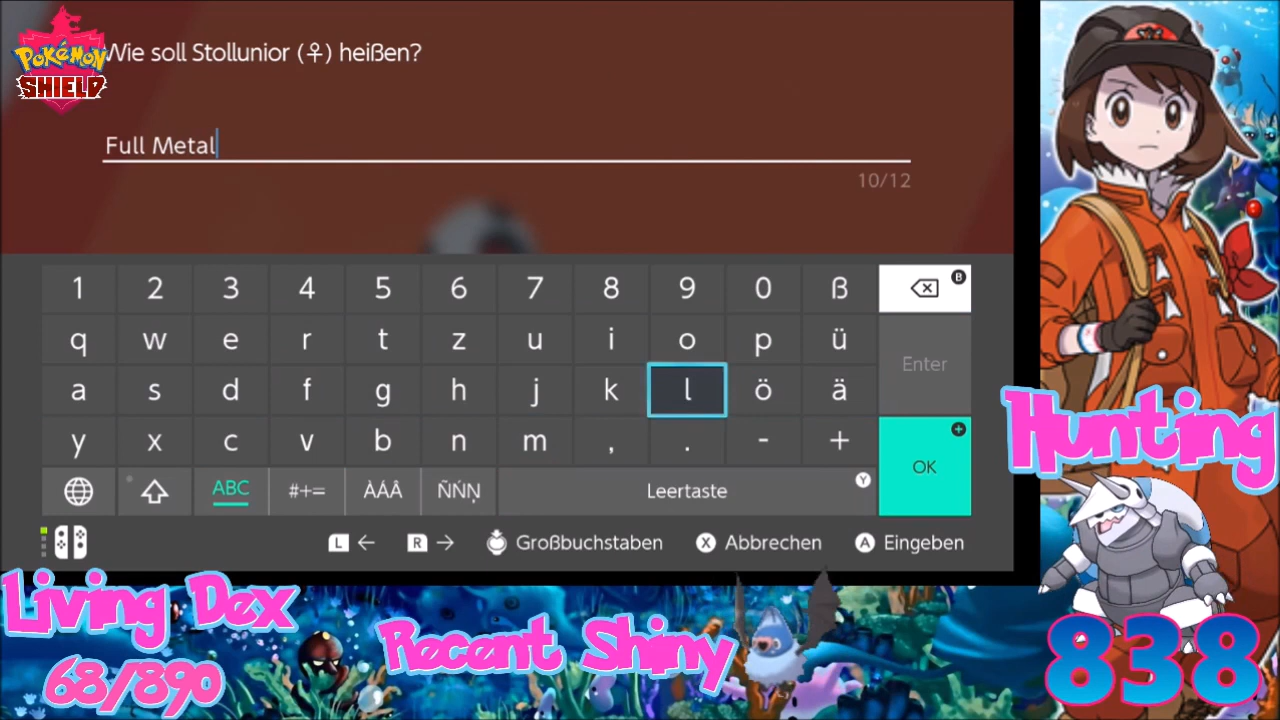 POKéMON
SHIELD
Wie soll Stollunior (♀) heißen?
Full Metal
10/12
1 2 3 4 5 6 7 8 9 0 ß
q w e r t z u i o p ü
Enter
a s d f g h j k l ö ä
y x c v b n m , . - +
OK
ABC #+= ÀÁÂ ÑŃŅ Leertaste
L ← R → Großbuchstaben X Abbrechen A Eingeben
B
+
Y
Hunting
838
Living Dex
68/890
Recent Shiny